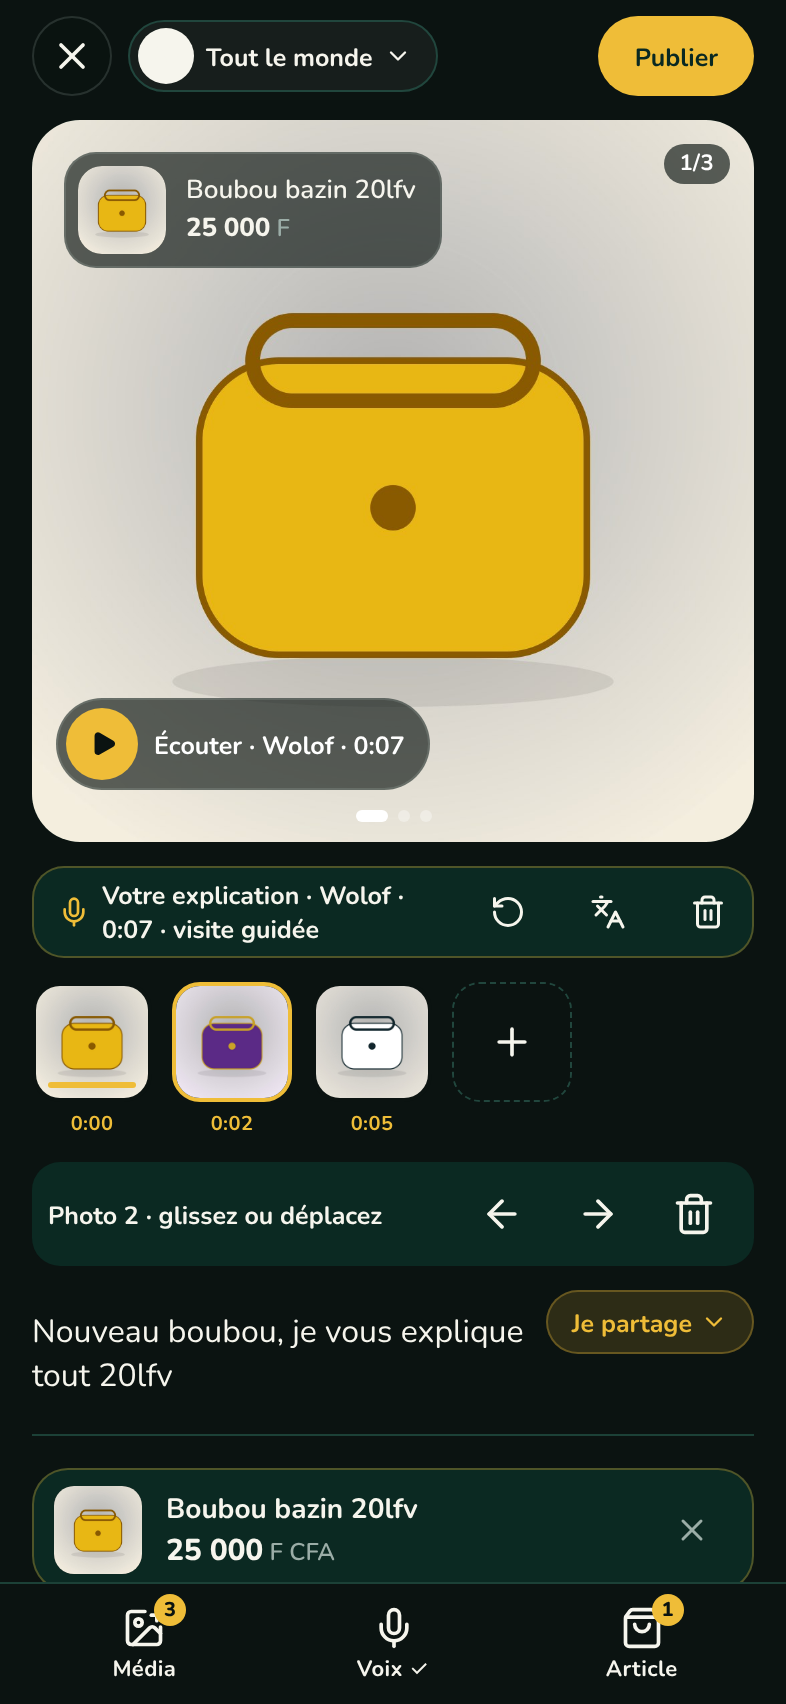 Tout le monde
Publier
1/3
Boubou bazin 20lfv
25 000 F
Écouter · Wolof · 0:07
Votre explication · Wolof ·
0:07 · visite guidée
0:00
0:02
0:05
Photo 2 · glissez ou déplacez
Nouveau boubou, je vous explique
tout 20lfv
Je partage
Boubou bazin 20lfv
25 000 F CFA
3
1
Média
Voix ✓
Article